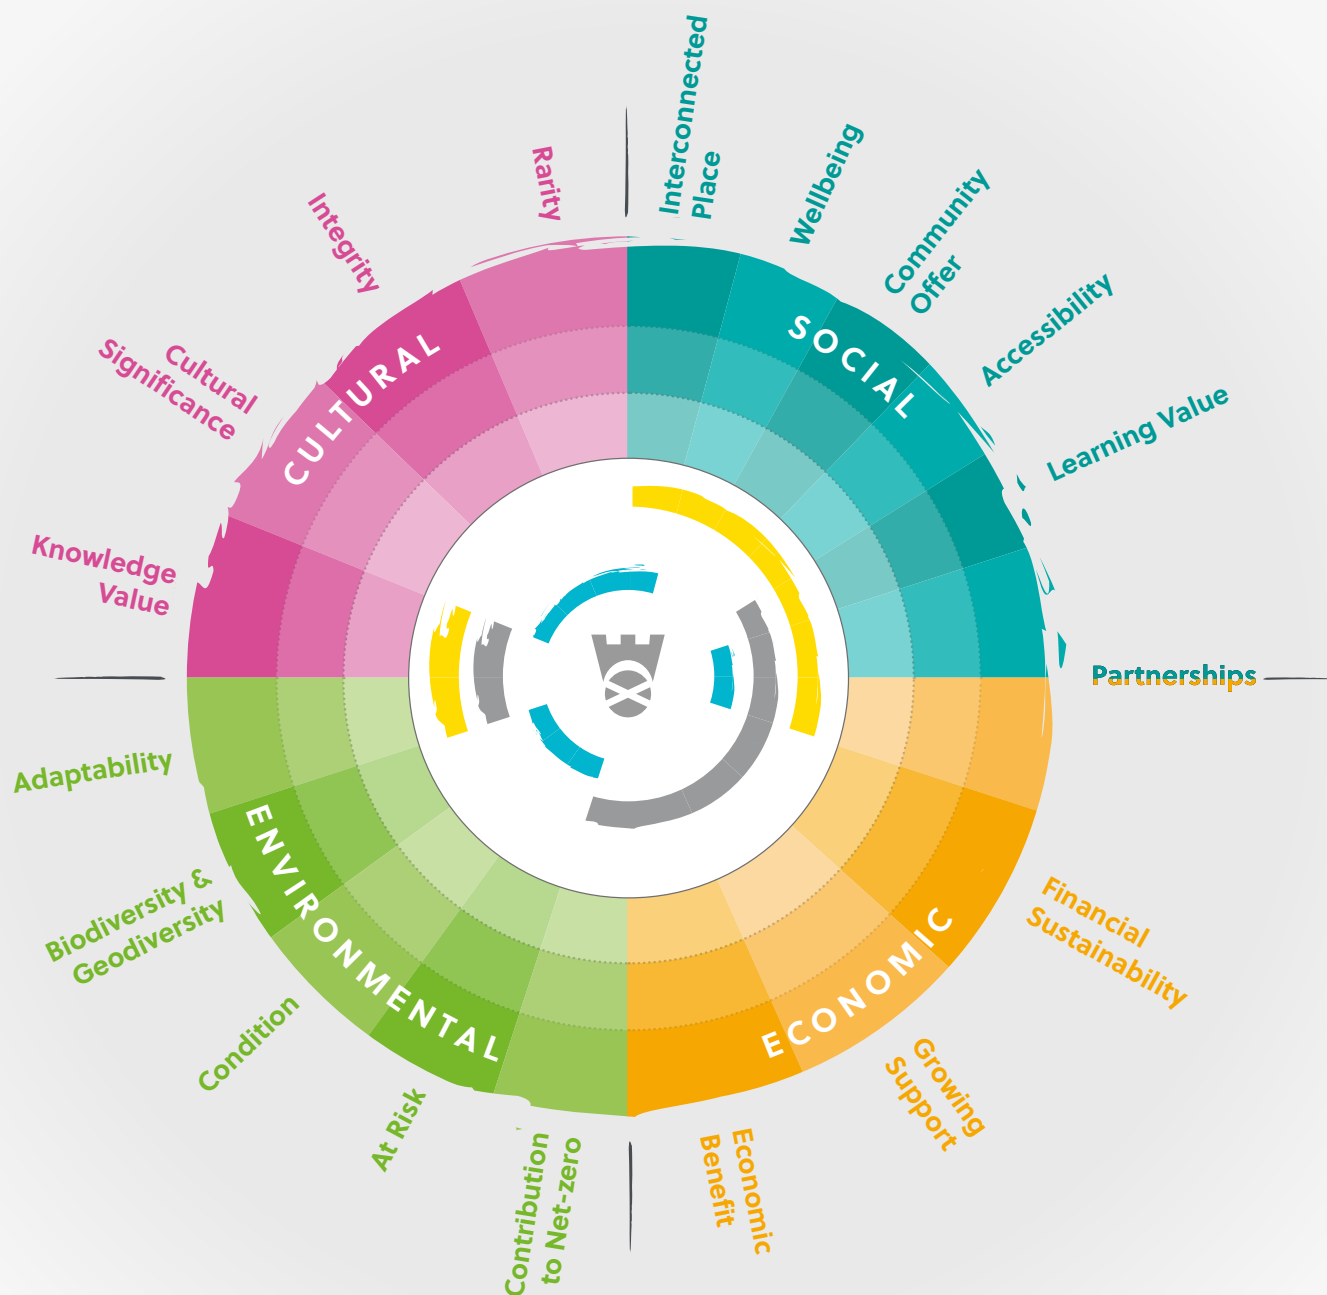 Interconnected
Place
Wellbeing
Community
Offer
Accessibility
Learning Value
Partnerships
Financial
Sustainability
Growing
Support
Economic
Benefit
Contribution
to Net-zero
At Risk
Condition
Biodiversity &
Geodiversity
Adaptability
Knowledge
Value
Cultural
Significance
Integrity
Rarity
CULTURAL
SOCIAL
ECONOMIC
ENVIRONMENTAL